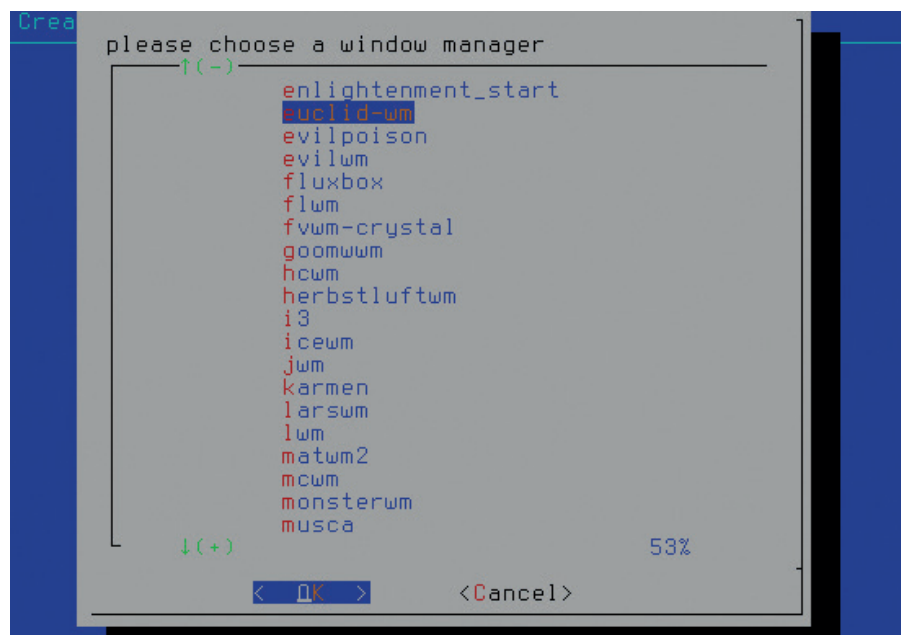 Crea
please choose a window manager
↑(-)
enlightenment_start
euclid-wm
evilpoison
evilwm
fluxbox
flwm
fvwm-crystal
goomwwm
hcwm
herbstluftwm
i3
icewm
jwm
karmen
larswm
lwm
matwm2
mcwm
monsterwm
musca
↓(+) 53%
< OK > <Cancel>